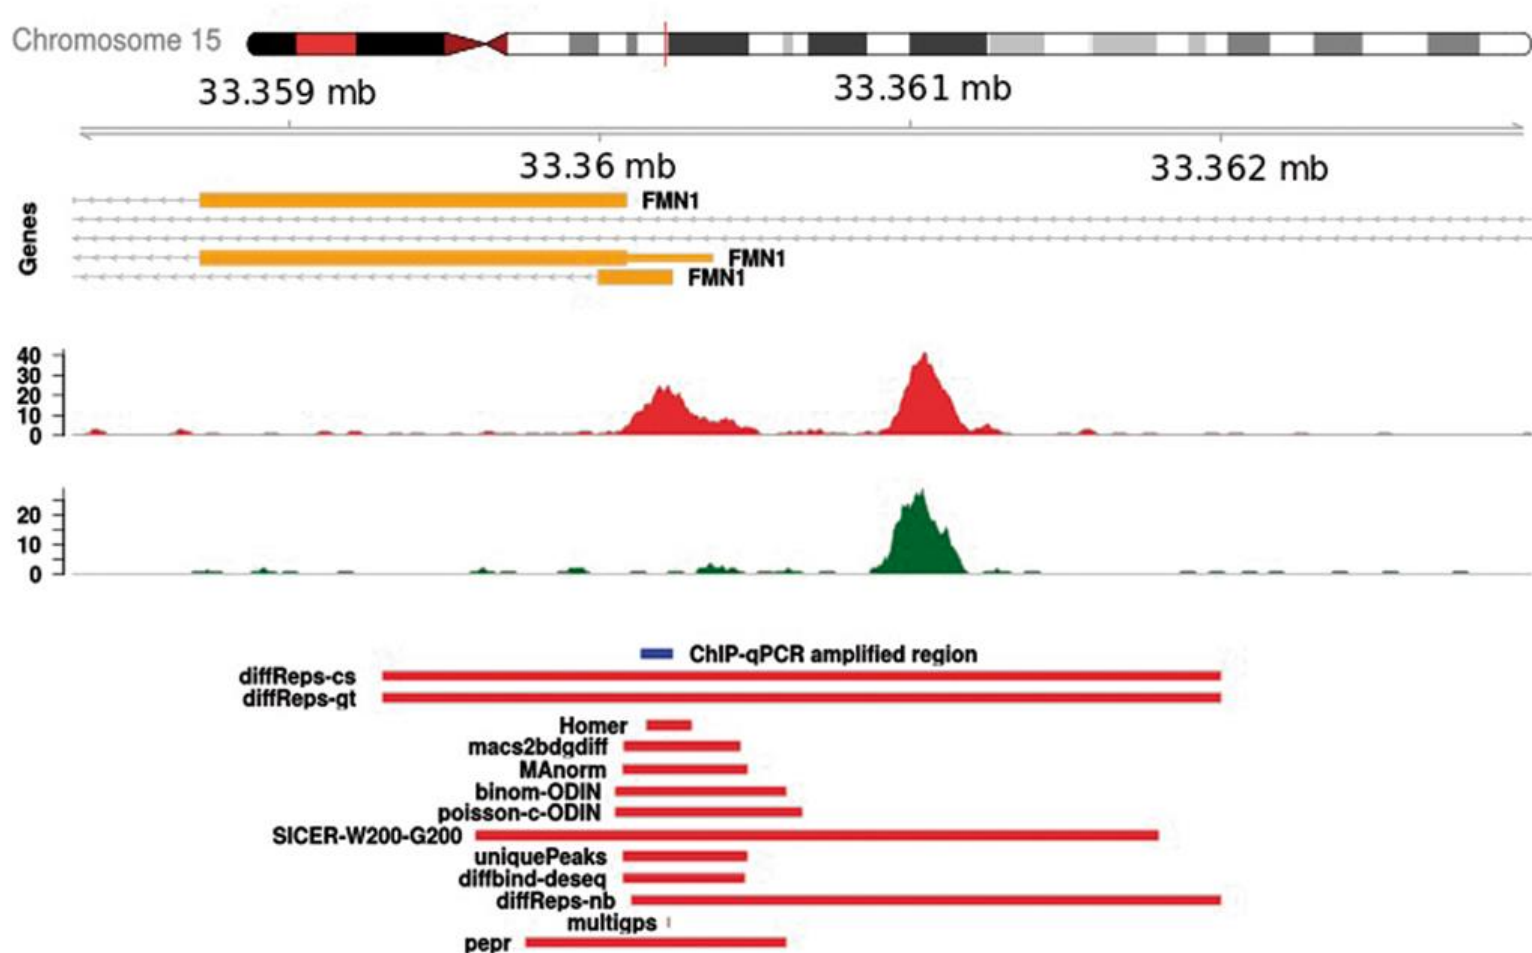 Chromosome 15
33.359 mb
33.361 mb
33.36 mb
33.362 mb
Genes
FMN1
FMN1
FMN1
40
30
20
10
0
20
10
0
ChIP-qPCR amplified region
diffReps-cs
diffReps-gt
Homer
macs2bdgdiff
MAnorm
binom-ODIN
poisson-c-ODIN
SICER-W200-G200
uniquePeaks
diffbind-deseq
diffReps-nb
multigps
pepr